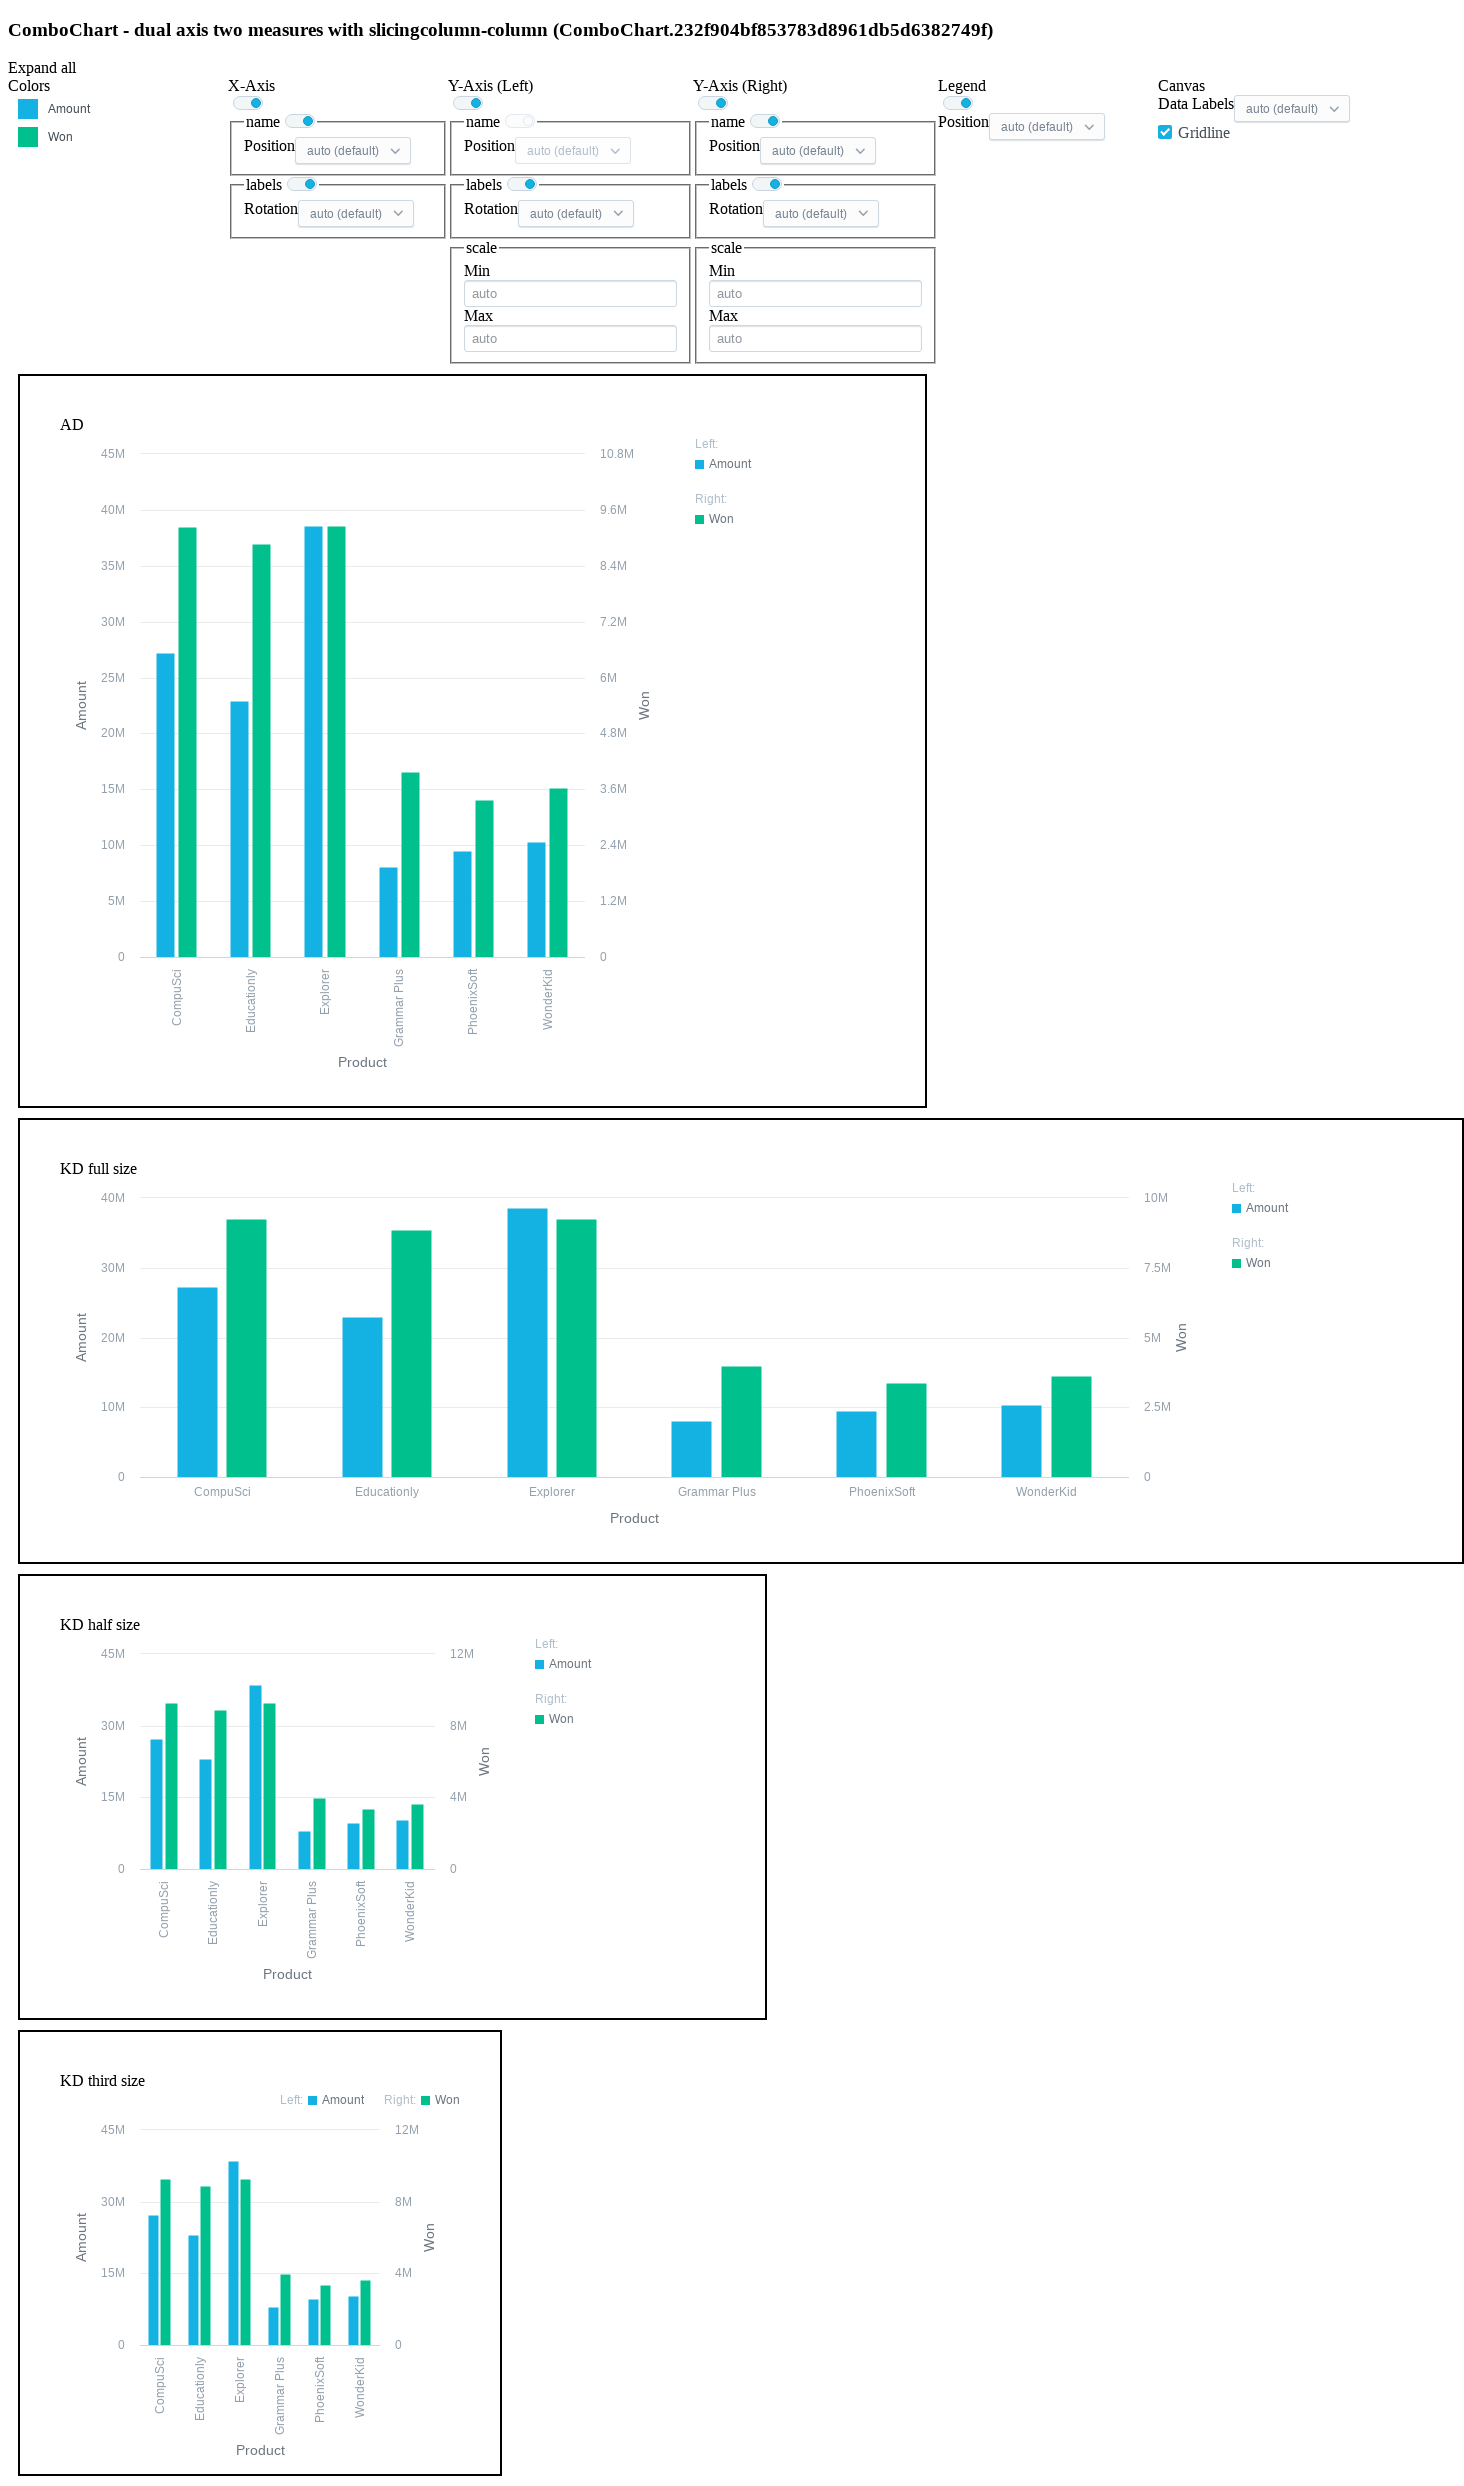 ComboChart - dual axis two measures with slicingcolumn-column (ComboChart.232f904bf853783d8961db5d6382749f)
Expand all
Colors
Amount
Won
X-Axis
name
Position auto (default)
labels
Rotation auto (default)
Y-Axis (Left)
name
Position auto (default)
labels
Rotation auto (default)
scale
Min
auto
Max
auto
Y-Axis (Right)
name
Position auto (default)
labels
Rotation auto (default)
scale
Min
auto
Max
auto
Legend
Position auto (default)
Canvas
Data Labels auto (default)
Gridline
AD
45M
40M
35M
30M
25M
20M
15M
10M
5M
0
Amount
10.8M
9.6M
8.4M
7.2M
6M
4.8M
3.6M
2.4M
1.2M
0
Won
CompuSci
Educationly
Explorer
Grammar Plus
PhoenixSoft
WonderKid
Product
Left:
Amount
Right:
Won
KD full size
40M
30M
20M
10M
0
Amount
10M
7.5M
5M
2.5M
0
Won
CompuSci
Educationly
Explorer
Grammar Plus
PhoenixSoft
WonderKid
Product
Left:
Amount
Right:
Won
KD half size
45M
30M
15M
0
Amount
12M
8M
4M
0
Won
CompuSci
Educationly
Explorer
Grammar Plus
PhoenixSoft
WonderKid
Product
Left:
Amount
Right:
Won
KD third size
Left: Amount Right: Won
45M
30M
15M
0
Amount
12M
8M
4M
0
Won
CompuSci
Educationly
Explorer
Grammar Plus
PhoenixSoft
WonderKid
Product